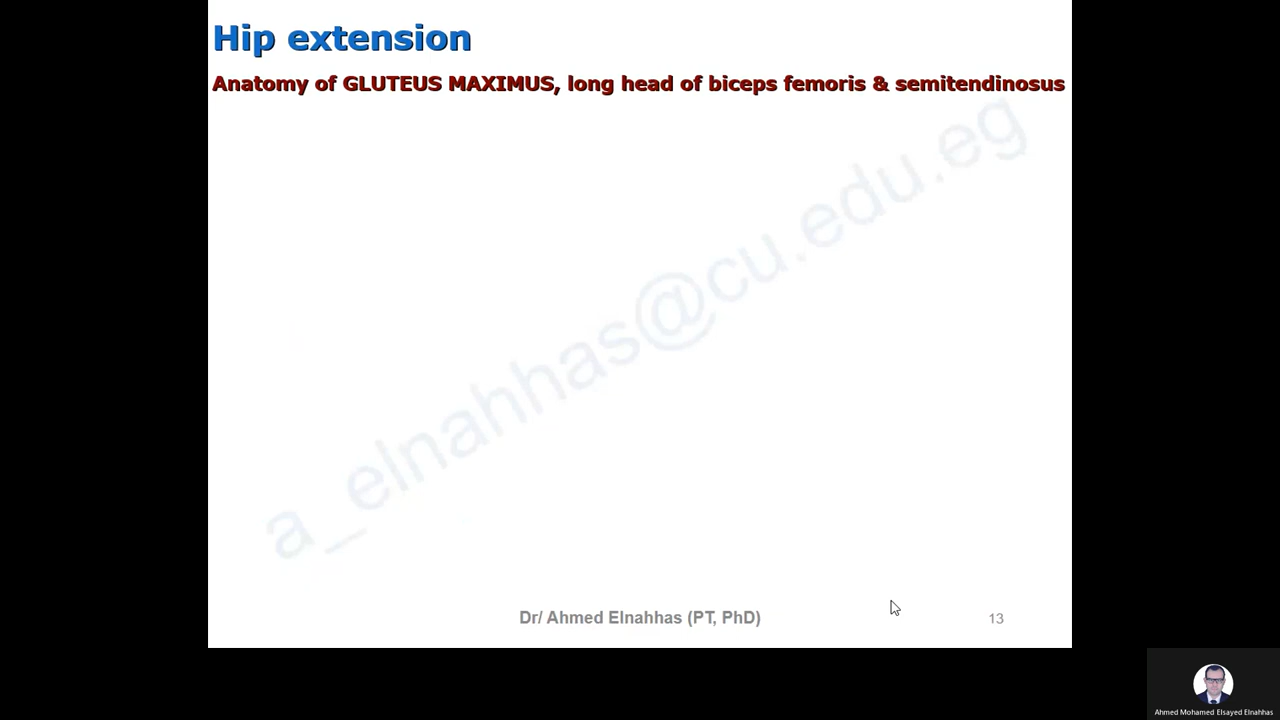 Hip extension
Anatomy of GLUTEUS MAXIMUS, long head of biceps femoris & semitendinosus
a_elnahhas@cu.edu.eg
Dr/ Ahmed Elnahhas (PT, PhD)
13
Ahmed Mohamed Elsayed Elnahhas